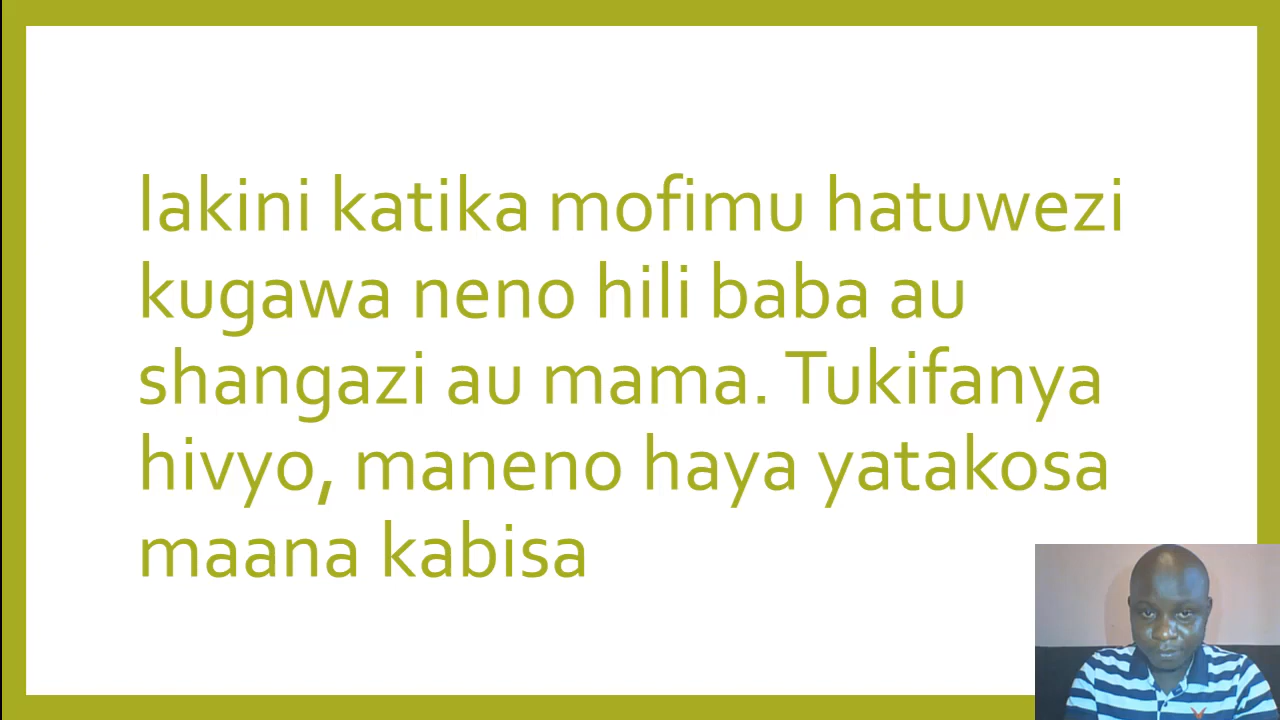 lakini katika mofimu hatuwezi
kugawa neno hili baba au
shangazi au mama. Tukifanya
hivyo, maneno haya yatakosa
maana kabisa